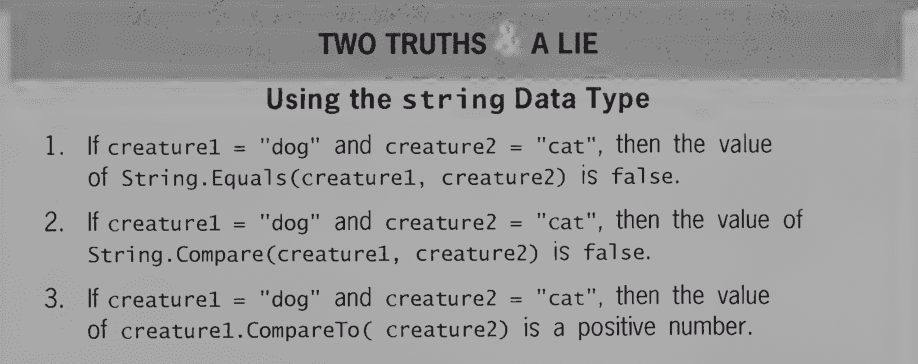 TWO TRUTHS & A LIE
Using the string Data Type
1. If creature1 = "dog" and creature2 = "cat", then the value
of String.Equals(creature1, creature2) is false.
2. If creature1 = "dog" and creature2 = "cat", then the value of
String.Compare(creature1, creature2) is false.
3. If creature1 = "dog" and creature2 = "cat", then the value
of creature1.CompareTo( creature2) is a positive number.